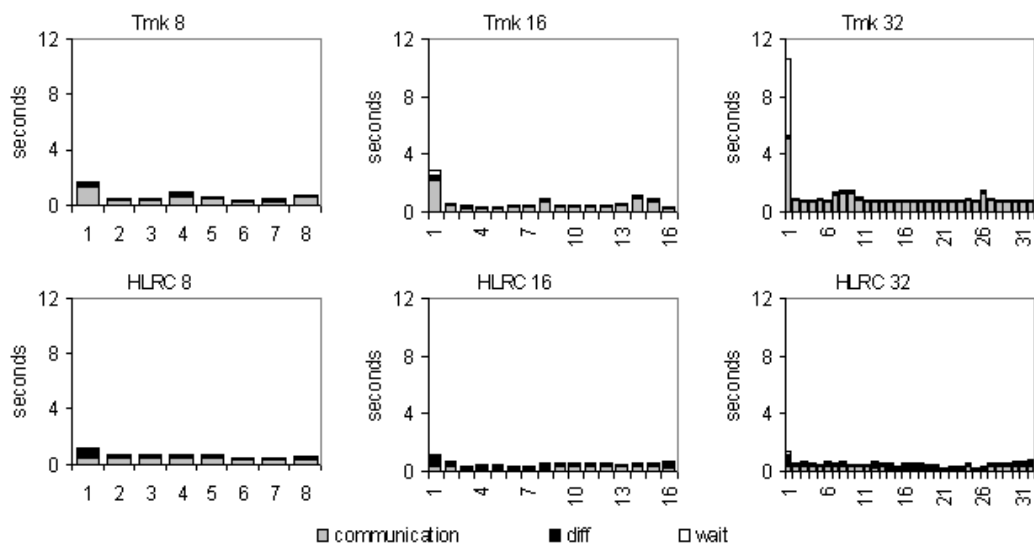 Tmk 8
12
8
4
0
seconds
1 2 3 4 5 6 7 8
Tmk 16
12
8
4
0
seconds
1 4 7 10 13 16
Tmk 32
12
8
4
0
seconds
1 6 11 16 21 26 31
HLRC 8
12
8
4
0
seconds
1 2 3 4 5 6 7 8
HLRC 16
12
8
4
0
seconds
1 4 7 10 13 16
HLRC 32
12
8
4
0
seconds
1 6 11 16 21 26 31
communication diff wait